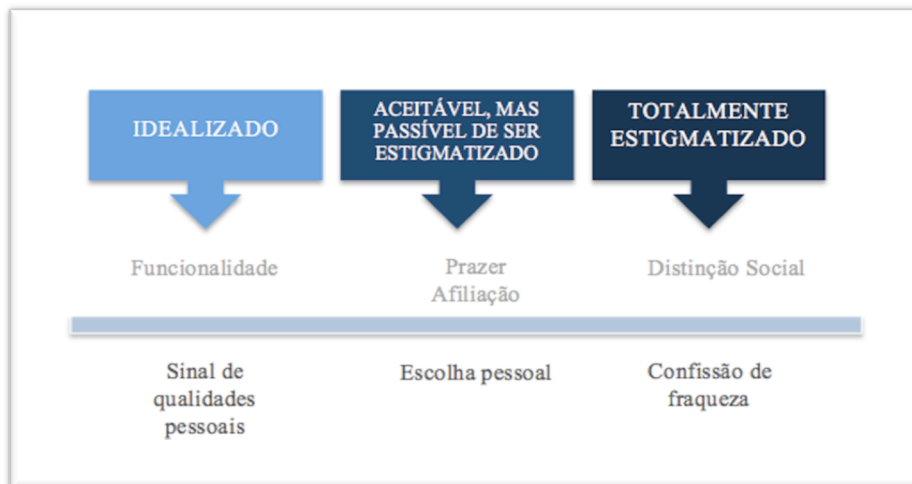 IDEALIZADO
ACEITÁVEL, MAS
PASSÍVEL DE SER
ESTIGMATIZADO
TOTALMENTE
ESTIGMATIZADO
Funcionalidade
Prazer
Afiliação
Distinção Social
Sinal de
qualidades
pessoais
Escolha pessoal
Confissão de
fraqueza